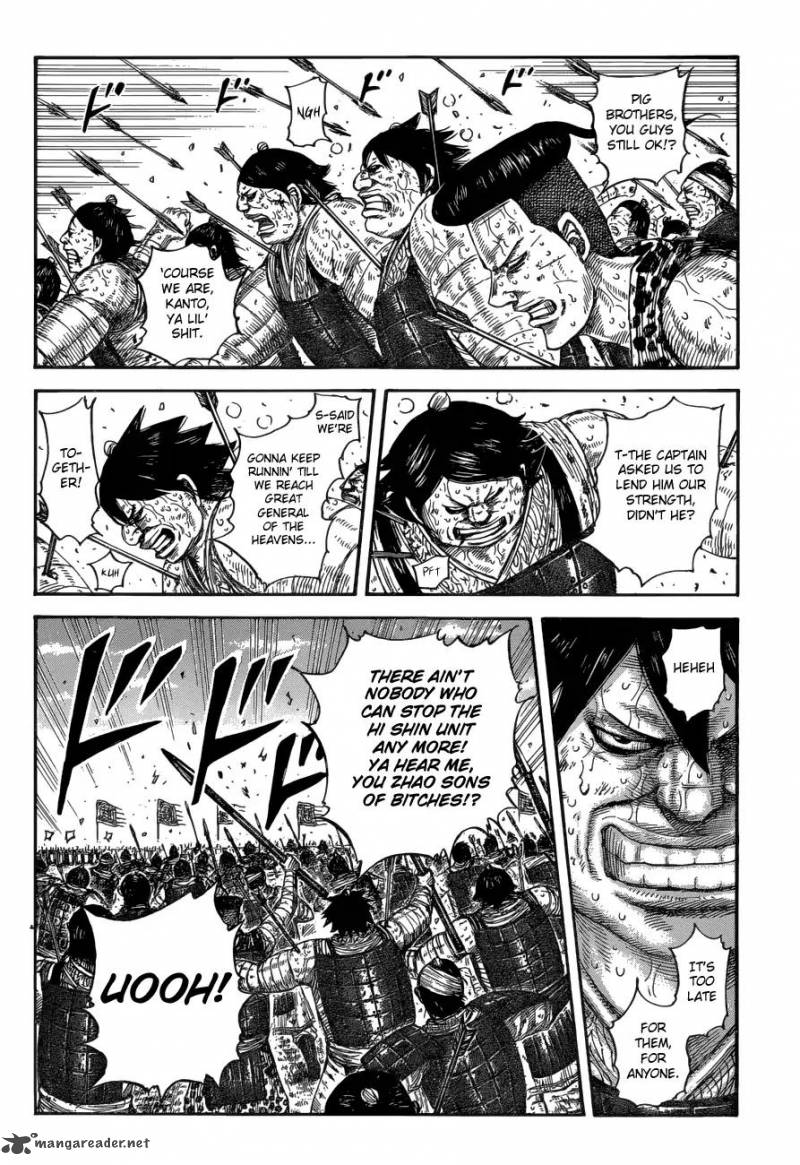 PIG
BROTHERS,
YOU GUYS
STILL OK!?
NGH
ド
ド
ド
ド
'COURSE
WE ARE,
KANTO,
YA LIL'
SHIT.
T-THE CAPTAIN
ASKED US TO
LEND HIM OUR
STRENGTH,
DIDN'T HE?
PFT
S-SAID
WE'RE
GONNA KEEP
RUNNIN' TILL
WE REACH
GREAT
GENERAL
OF THE
HEAVENS...
TO-
GETH-
ER!
KUH
HEHEH
IT'S
TOO
LATE
FOR
THEM,
FOR
ANYONE.
THERE AIN'T
NOBODY WHO
CAN STOP THE
HI SHIN UNIT
ANY MORE!
YA HEAR ME,
YOU ZHAO SONS
OF BITCHES!?
ド
ド
ド
UOOH!
mangareader.net